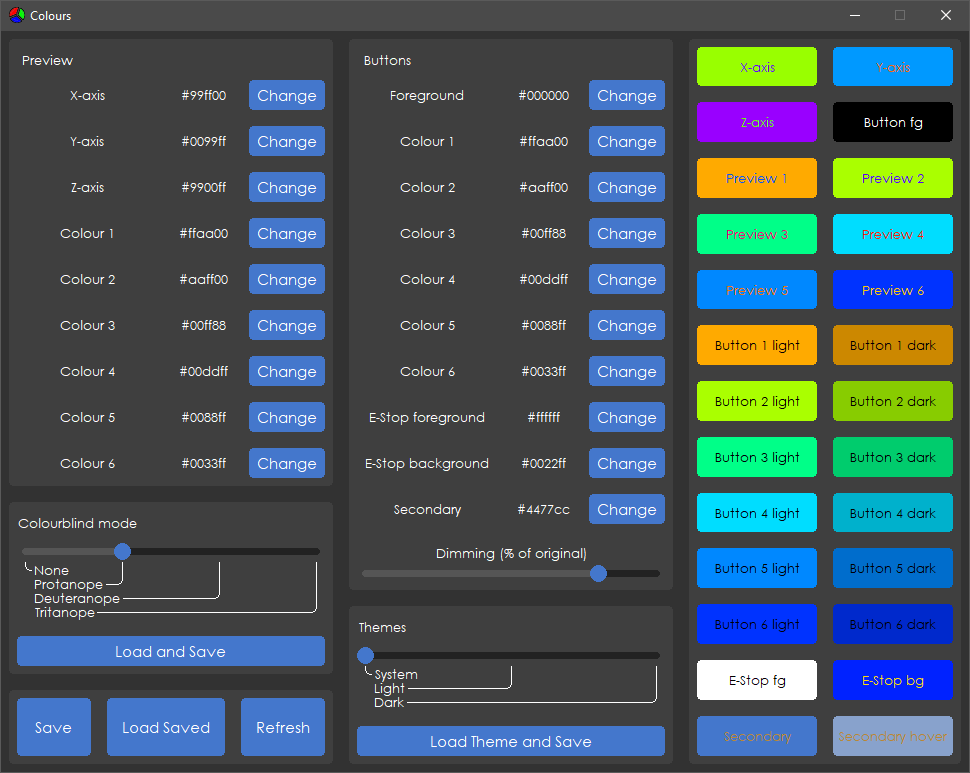 Colours
Preview
X-axis #99ff00 Change
Y-axis #0099ff Change
Z-axis #9900ff Change
Colour 1 #ffaa00 Change
Colour 2 #aaff00 Change
Colour 3 #00ff88 Change
Colour 4 #00ddff Change
Colour 5 #0088ff Change
Colour 6 #0033ff Change
Colourblind mode
None
Protanope
Deuteranope
Tritanope
Load and Save
Save Load Saved Refresh
Buttons
Foreground #000000 Change
Colour 1 #ffaa00 Change
Colour 2 #aaff00 Change
Colour 3 #00ff88 Change
Colour 4 #00ddff Change
Colour 5 #0088ff Change
Colour 6 #0033ff Change
E-Stop foreground #ffffff Change
E-Stop background #0022ff Change
Secondary #4477cc Change
Dimming (% of original)
Themes
System
Light
Dark
Load Theme and Save
X-axis Y-axis
Z-axis Button fg
Preview 1 Preview 2
Preview 3 Preview 4
Preview 5 Preview 6
Button 1 light Button 1 dark
Button 2 light Button 2 dark
Button 3 light Button 3 dark
Button 4 light Button 4 dark
Button 5 light Button 5 dark
Button 6 light Button 6 dark
E-Stop fg E-Stop bg
Secondary Secondary hover